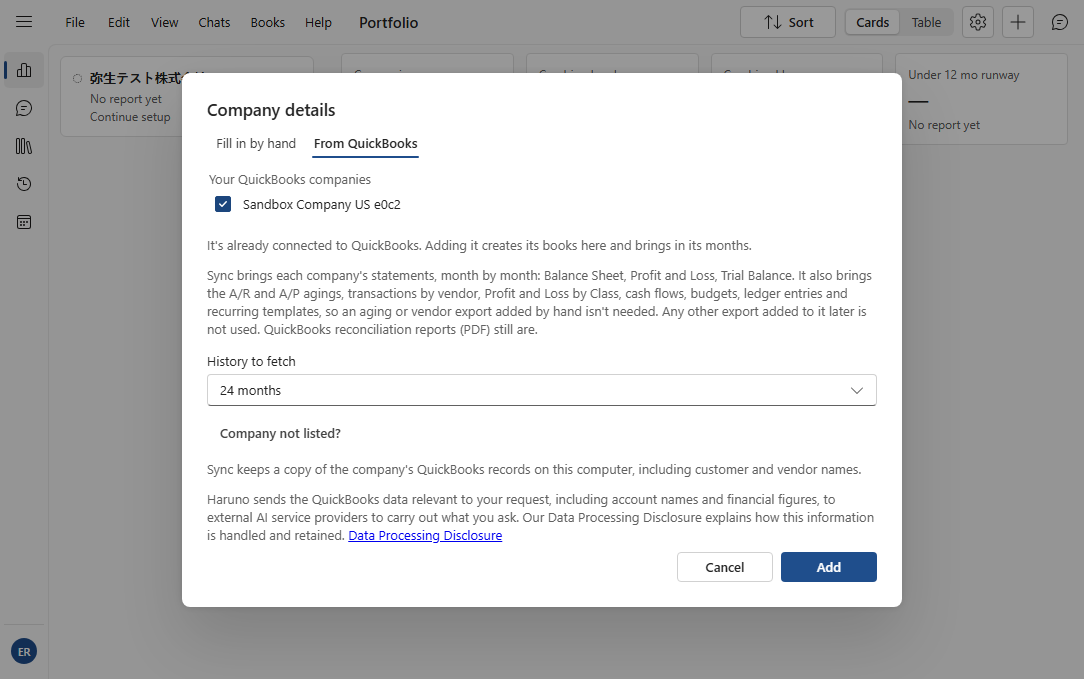 File Edit View Chats Books Help Portfolio Sort Cards Table
弥生テスト株式
No report yet
Continue setup
Under 12 mo runway
—
No report yet
Company details
Fill in by hand From QuickBooks
Your QuickBooks companies
Sandbox Company US e0c2
It's already connected to QuickBooks. Adding it creates its books here and brings in its months.
Sync brings each company's statements, month by month: Balance Sheet, Profit and Loss, Trial Balance. It also brings
the A/R and A/P agings, transactions by vendor, Profit and Loss by Class, cash flows, budgets, ledger entries and
recurring templates, so an aging or vendor export added by hand isn't needed. Any other export added to it later is
not used. QuickBooks reconciliation reports (PDF) still are.
History to fetch
24 months
Company not listed?
Sync keeps a copy of the company's QuickBooks records on this computer, including customer and vendor names.
Haruno sends the QuickBooks data relevant to your request, including account names and financial figures, to
external AI service providers to carry out what you ask. Our Data Processing Disclosure explains how this information
is handled and retained. Data Processing Disclosure
Cancel Add
ER